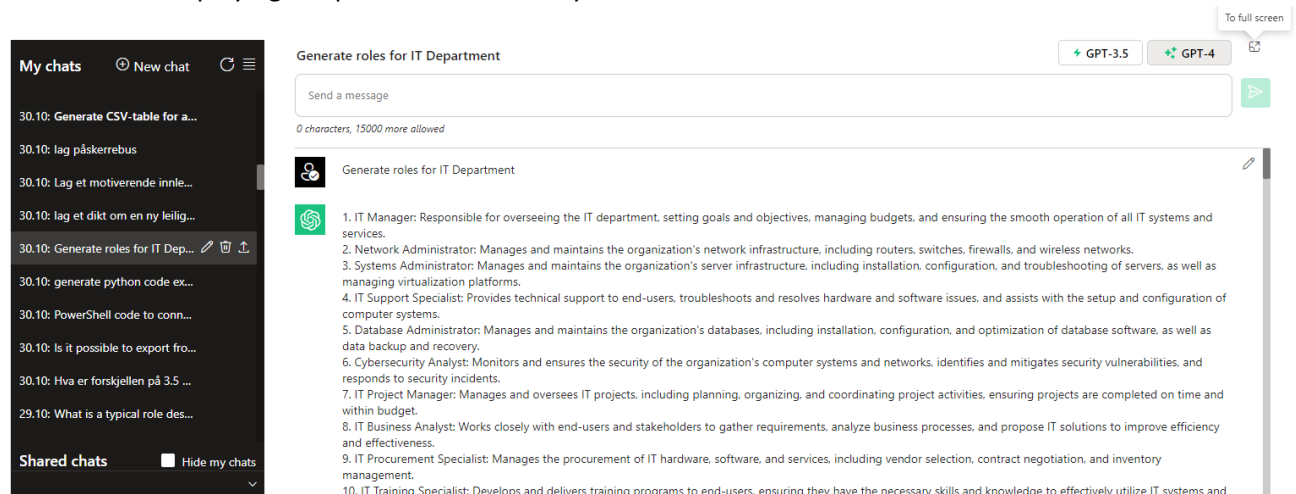 To full screen
My chats
New chat
30.10: Generate CSV-table for a...
30.10: lag påskerrebus
30.10: Lag et motiverende innle...
30.10: lag et dikt om en ny leilig...
30.10: Generate roles for IT Dep...
30.10: generate python code ex...
30.10: PowerShell code to conn...
30.10: Is it possible to export fro...
30.10: Hva er forskjellen på 3.5 ...
29.10: What is a typical role des...
Shared chats
Hide my chats
Generate roles for IT Department
GPT-3.5
GPT-4
Send a message
0 characters, 15000 more allowed
Generate roles for IT Department
1. IT Manager: Responsible for overseeing the IT department, setting goals and objectives, managing budgets, and ensuring the smooth operation of all IT systems and
services.
2. Network Administrator: Manages and maintains the organization's network infrastructure, including routers, switches, firewalls, and wireless networks.
3. Systems Administrator: Manages and maintains the organization's server infrastructure, including installation, configuration, and troubleshooting of servers, as well as
managing virtualization platforms.
4. IT Support Specialist: Provides technical support to end-users, troubleshoots and resolves hardware and software issues, and assists with the setup and configuration of
computer systems.
5. Database Administrator: Manages and maintains the organization's databases, including installation, configuration, and optimization of database software, as well as
data backup and recovery.
6. Cybersecurity Analyst: Monitors and ensures the security of the organization's computer systems and networks, identifies and mitigates security vulnerabilities, and
responds to security incidents.
7. IT Project Manager: Manages and oversees IT projects, including planning, organizing, and coordinating project activities, ensuring projects are completed on time and
within budget.
8. IT Business Analyst: Works closely with end-users and stakeholders to gather requirements, analyze business processes, and propose IT solutions to improve efficiency
and effectiveness.
9. IT Procurement Specialist: Manages the procurement of IT hardware, software, and services, including vendor selection, contract negotiation, and inventory
management.
10. IT Training Specialist: Develops and delivers training programs to end-users, ensuring they have the necessary skills and knowledge to effectively utilize IT systems and